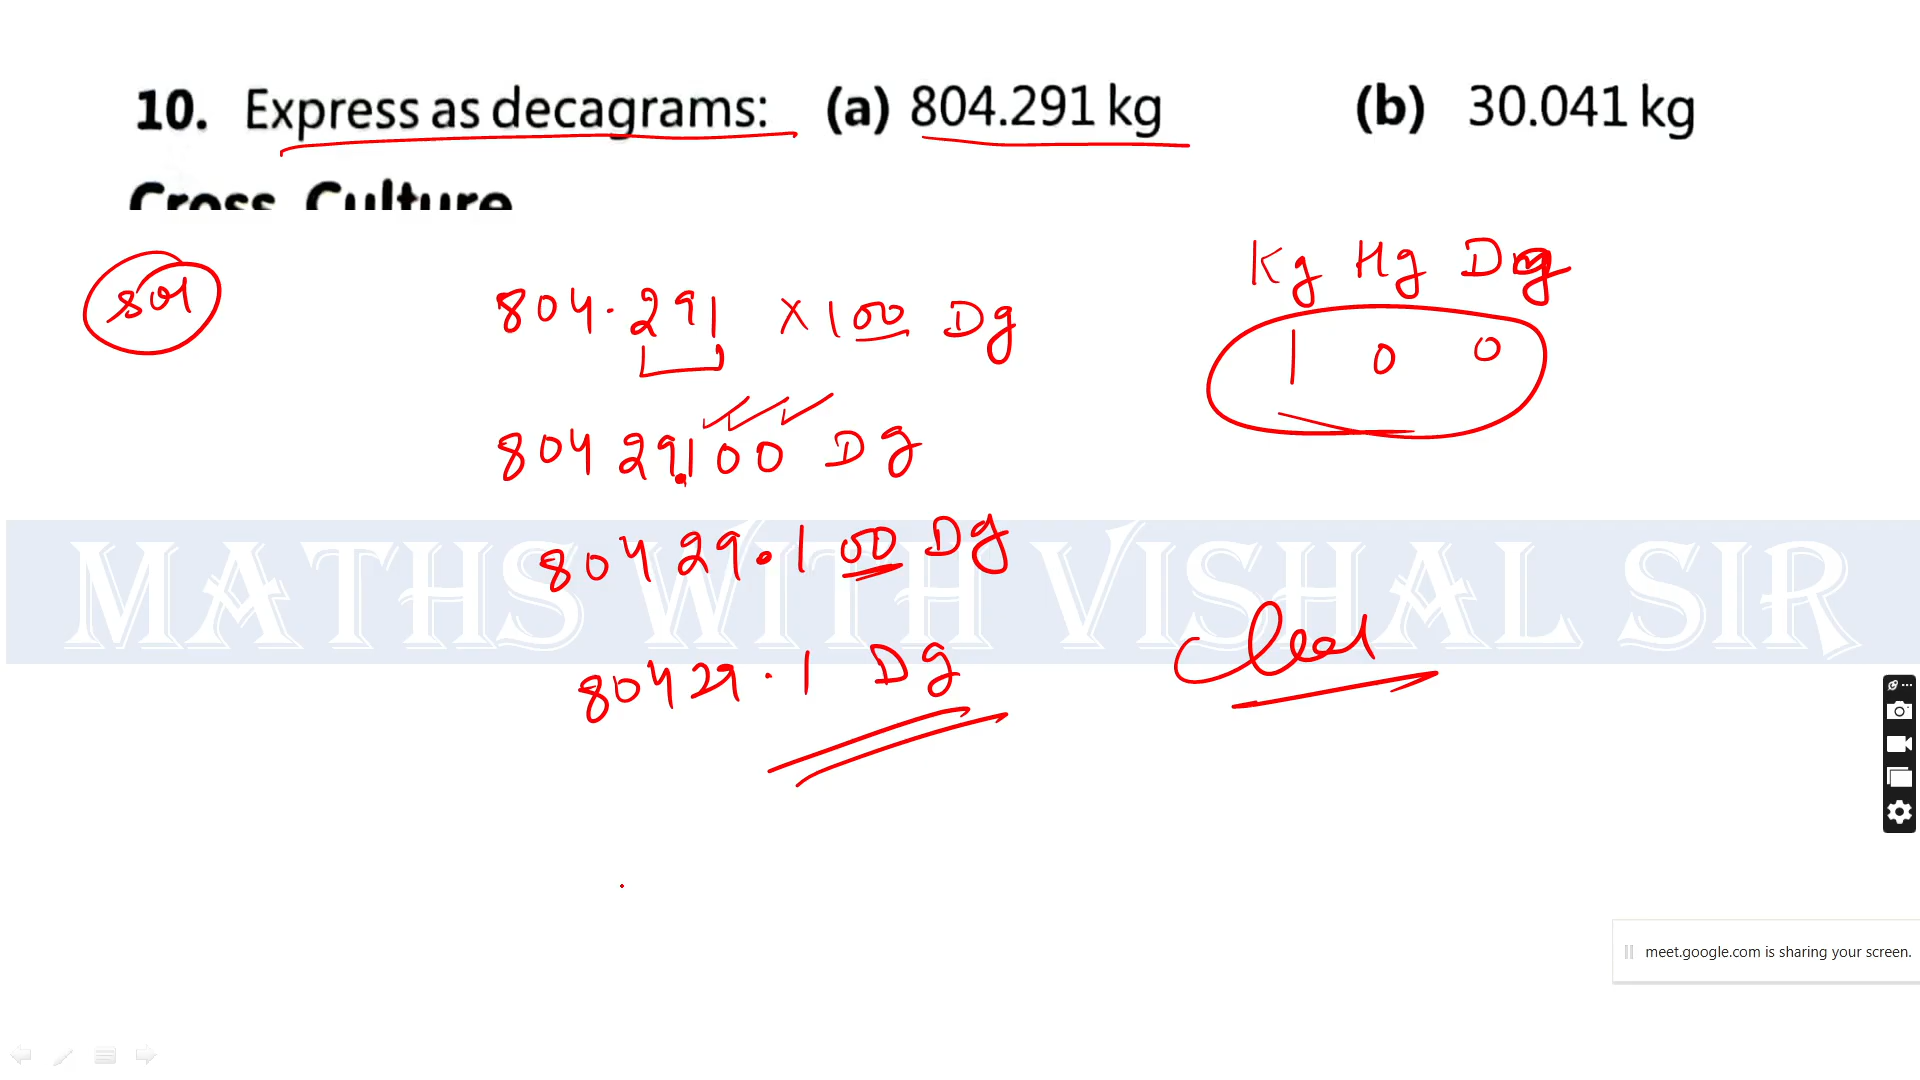 10. Express as decagrams: (a) 804.291 kg (b) 30.041 kg
Cross Culture
Sol
Kg Hg Dg
1 0 0
804.291 x 100 Dg
80429100 Dg
80429.100 Dg
80429.1 Dg
Clear
MATHS WITH VISHAL SIR
meet.google.com is sharing your screen.